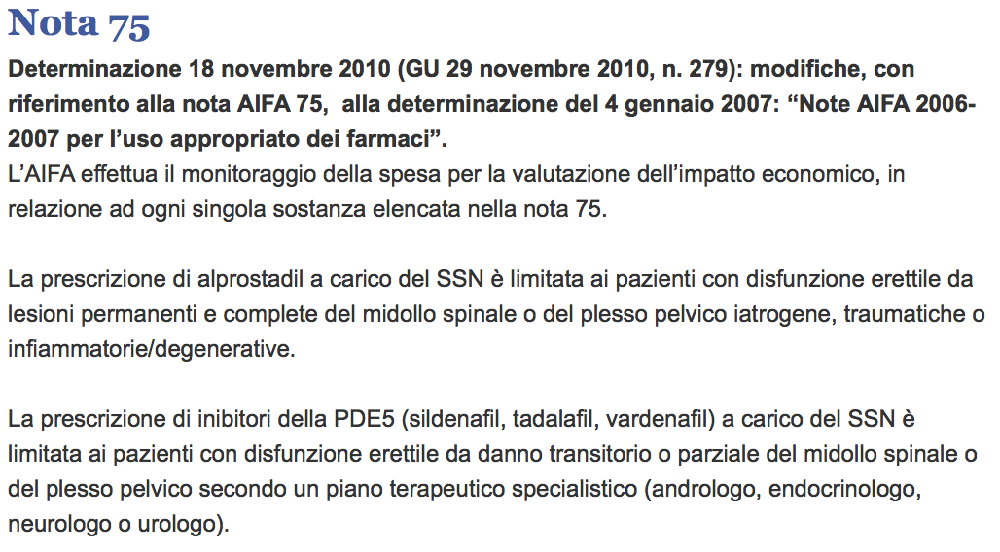 Nota 75
Determinazione 18 novembre 2010 (GU 29 novembre 2010, n. 279): modifiche, con
riferimento alla nota AIFA 75,  alla determinazione del 4 gennaio 2007: “Note AIFA 2006-
2007 per l’uso appropriato dei farmaci”.
L’AIFA effettua il monitoraggio della spesa per la valutazione dell’impatto economico, in
relazione ad ogni singola sostanza elencata nella nota 75.
La prescrizione di alprostadil a carico del SSN è limitata ai pazienti con disfunzione erettile da
lesioni permanenti e complete del midollo spinale o del plesso pelvico iatrogene, traumatiche o
infiammatorie/degenerative.
La prescrizione di inibitori della PDE5 (sildenafil, tadalafil, vardenafil) a carico del SSN è
limitata ai pazienti con disfunzione erettile da danno transitorio o parziale del midollo spinale o
del plesso pelvico secondo un piano terapeutico specialistico (andrologo, endocrinologo,
neurologo o urologo).